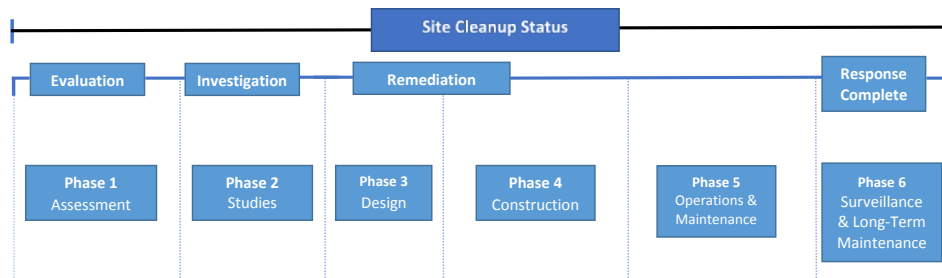 Site Cleanup Status
Evaluation
Investigation
Remediation
Response
Complete
Phase 1
Assessment
Phase 2
Studies
Phase 3
Design
Phase 4
Construction
Phase 5
Operations &
Maintenance
Phase 6
Surveillance
& Long-Term
Maintenance